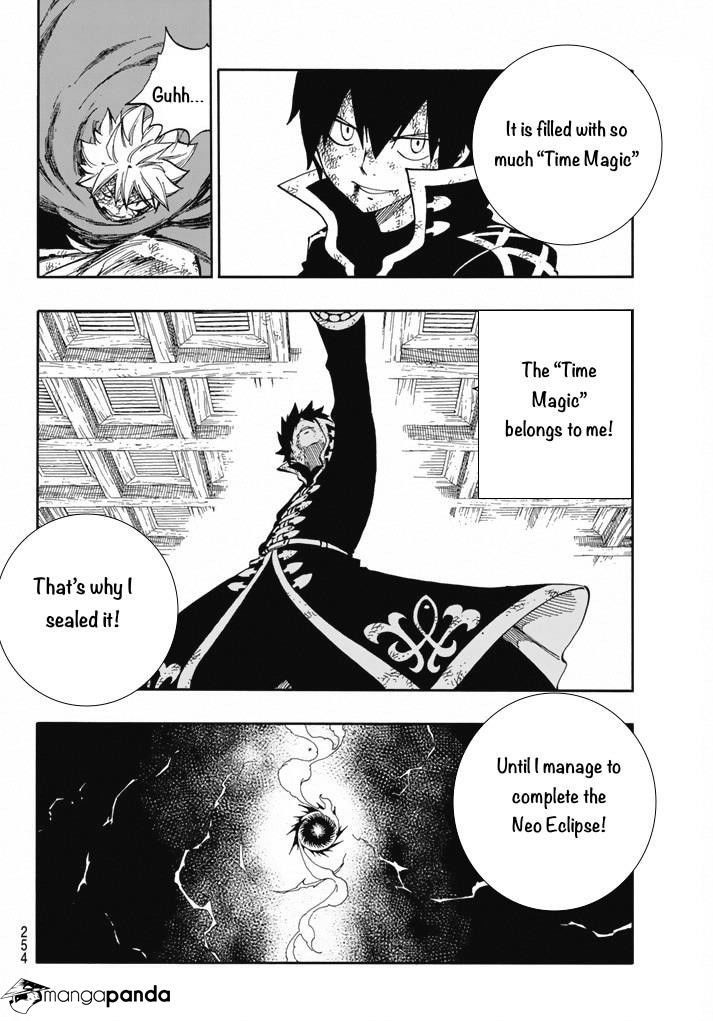 It is filled with so
much “Time Magic”
Guhh...
The “Time
Magic”
belongs to me!
That’s why I
sealed it!
Until I manage to
complete the
Neo Eclipse!
254
mangapanda